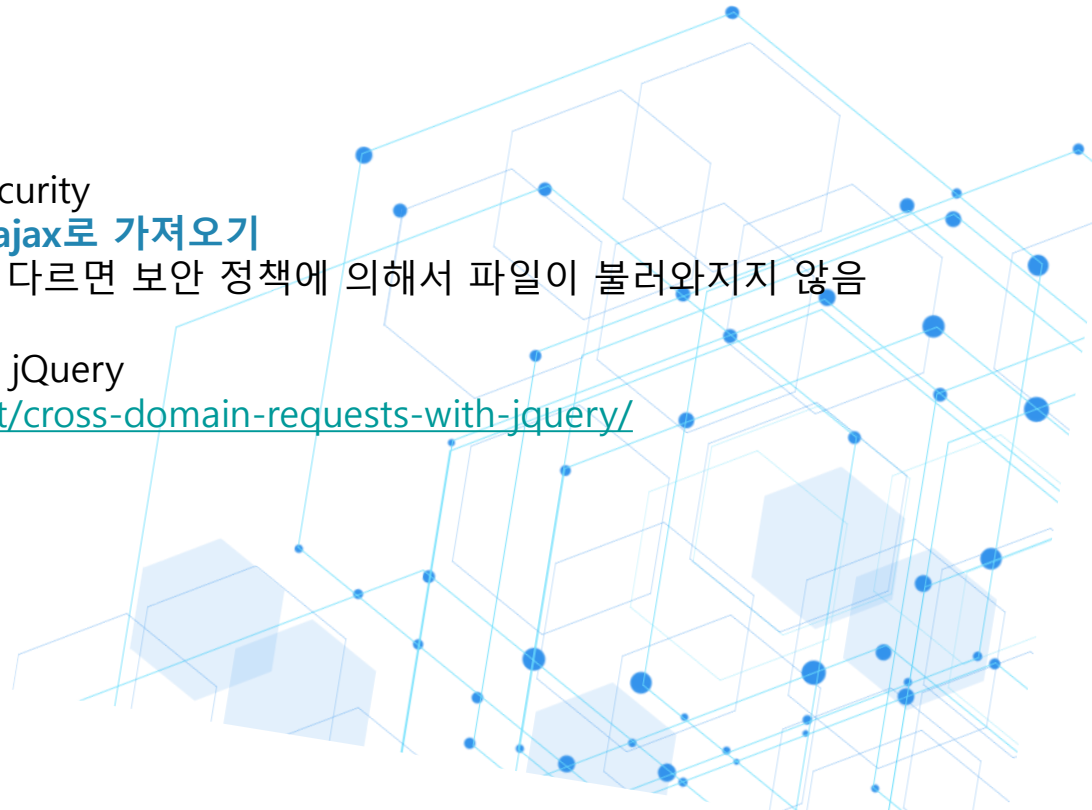 curity
ajax로 가져오기
다르면 보안 정책에 의해서 파일이 불러와지지 않음
jQuery
t/cross-domain-requests-with-jquery/